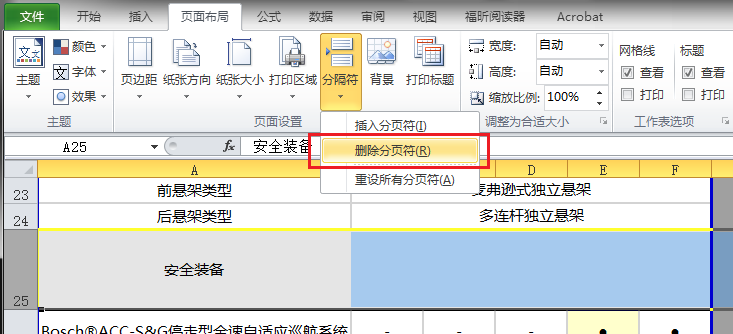 文件 开始 插入 页面布局 公式 数据 审阅 视图 福昕阅读器 Acrobat
颜色 宽度: 自动 网格线 标题
文字 文 字体 高度: 自动 查看 查看
主题 效果 页边距 纸张方向 纸张大小 打印区域 分隔符 背景 打印标题 缩放比例: 100% 打印 打印
主题 页面设置 调整为合适大小 工作表选项
插入分页符(I)
删除分页符(R)
重设所有分页符(A)
A25 fx 安全装备
A D E F
23 前悬架类型 麦弗逊式独立悬架
24 后悬架类型 多连杆独立悬架
25 安全装备
Bosch®ACC-S&G停走型全速自适应巡航系统 - - - ● ●